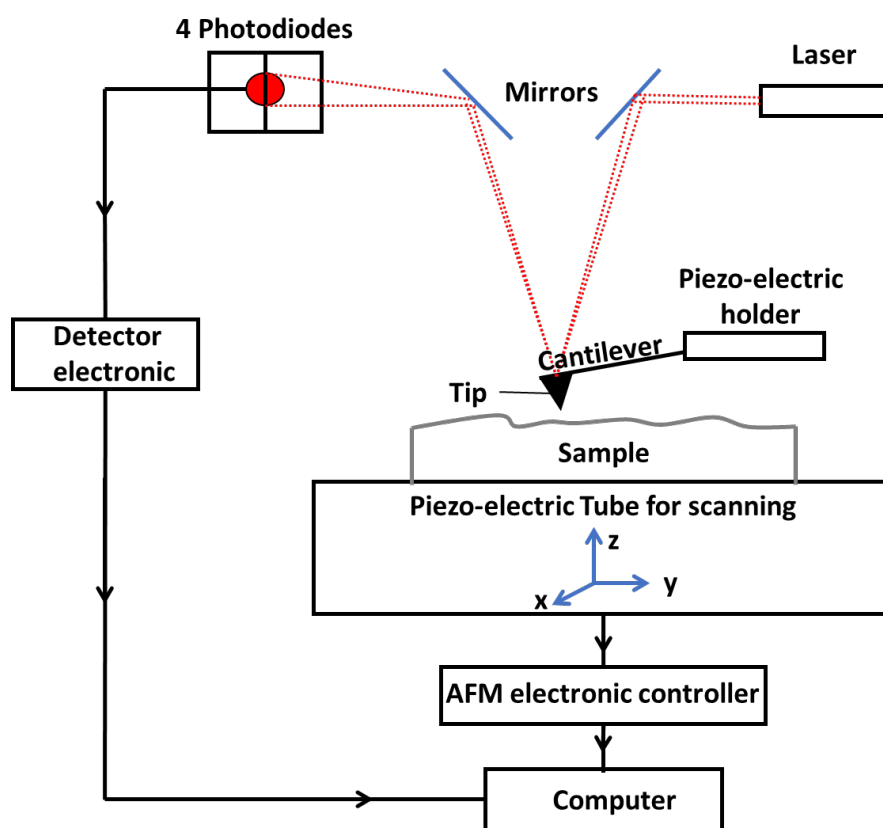 4 Photodiodes
Laser
Mirrors
Piezo-electric
holder
Detector
electronic
Cantilever
Tip
Sample
Piezo-electric Tube for scanning
z
y
x
AFM electronic controller
Computer